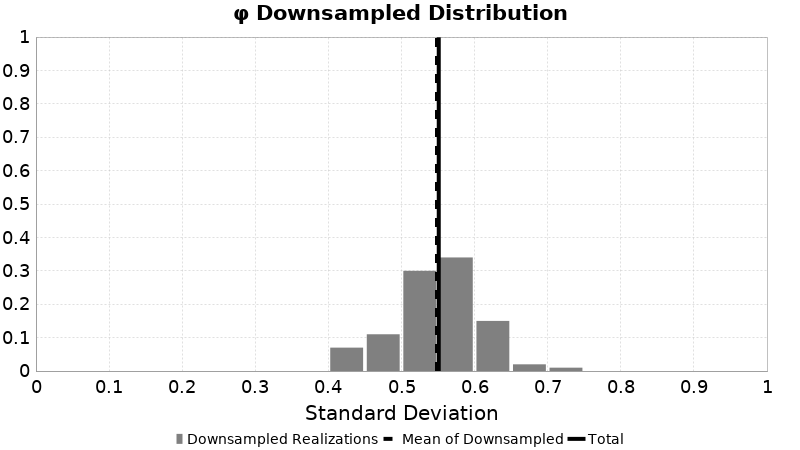 φ Downsampled Distribution
1
0.9
0.8
0.7
0.6
0.5
0.4
0.3
0.2
0.1
0
0 0.1 0.2 0.3 0.4 0.5 0.6 0.7 0.8 0.9 1
Standard Deviation
Downsampled Realizations Mean of Downsampled Total